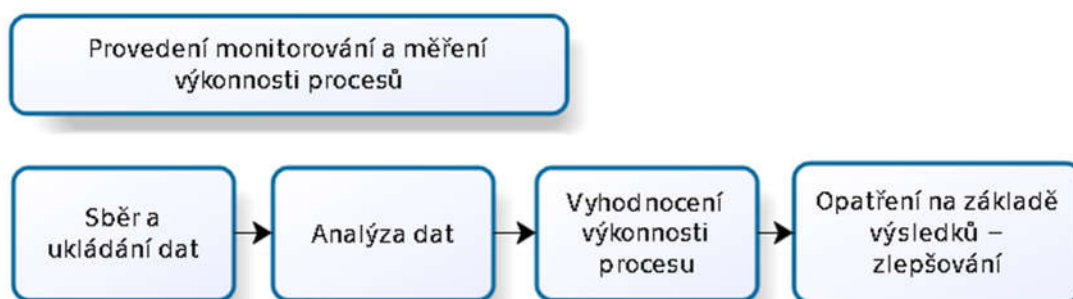 Provedení monitorování a měření
výkonnosti procesů
Sběr a
ukládání dat
Analýza dat
Vyhodnocení
výkonnosti
procesu
Opatření na základě
výsledků –
zlepšování